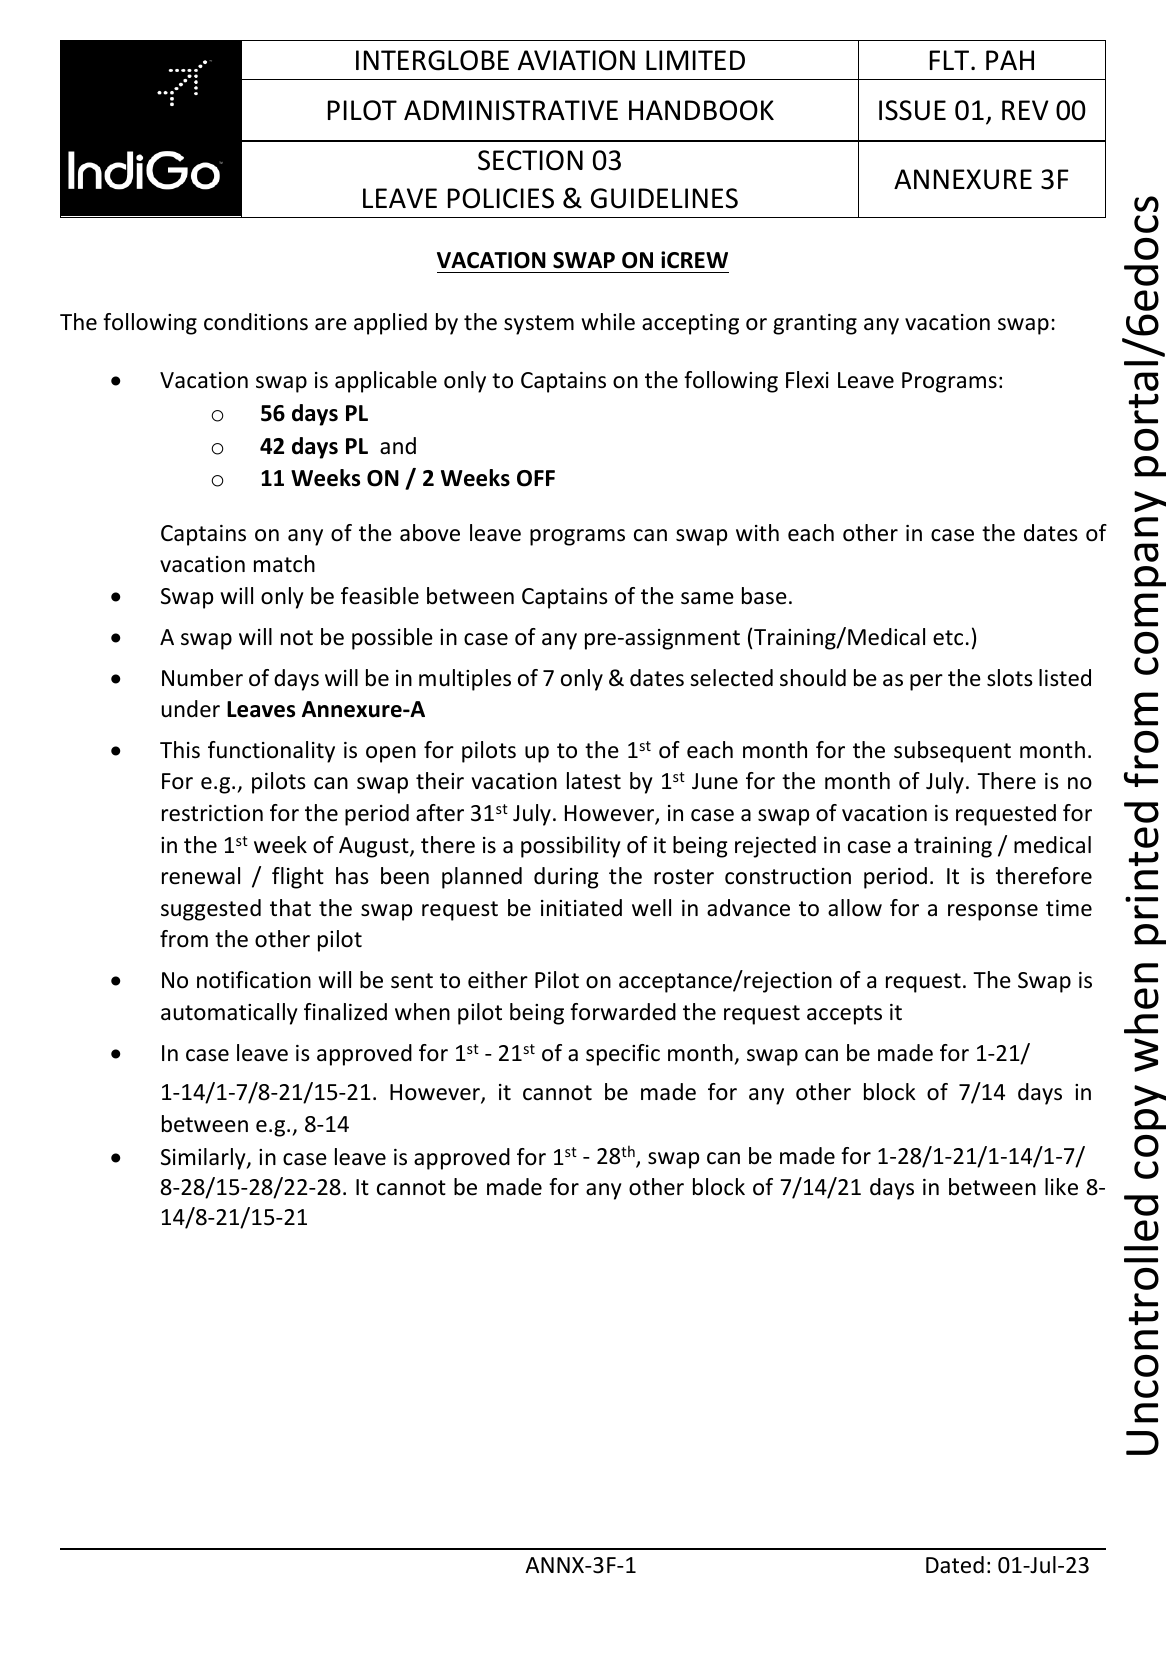 IndiGo
INTERGLOBE AVIATION LIMITED
FLT. PAH
PILOT ADMINISTRATIVE HANDBOOK
ISSUE 01, REV 00
SECTION 03
LEAVE POLICIES & GUIDELINES
ANNEXURE 3F
VACATION SWAP ON iCREW
The following conditions are applied by the system while accepting or granting any vacation swap:
• Vacation swap is applicable only to Captains on the following Flexi Leave Programs:
o 56 days PL
o 42 days PL and
o 11 Weeks ON / 2 Weeks OFF
Captains on any of the above leave programs can swap with each other in case the dates of
vacation match
• Swap will only be feasible between Captains of the same base.
• A swap will not be possible in case of any pre-assignment (Training/Medical etc.)
• Number of days will be in multiples of 7 only & dates selected should be as per the slots listed
under Leaves Annexure-A
• This functionality is open for pilots up to the 1st of each month for the subsequent month.
For e.g., pilots can swap their vacation latest by 1st June for the month of July. There is no
restriction for the period after 31st July. However, in case a swap of vacation is requested for
in the 1st week of August, there is a possibility of it being rejected in case a training / medical
renewal / flight has been planned during the roster construction period. It is therefore
suggested that the swap request be initiated well in advance to allow for a response time
from the other pilot
• No notification will be sent to either Pilot on acceptance/rejection of a request. The Swap is
automatically finalized when pilot being forwarded the request accepts it
• In case leave is approved for 1st - 21st of a specific month, swap can be made for 1-21/
1-14/1-7/8-21/15-21. However, it cannot be made for any other block of 7/14 days in
between e.g., 8-14
• Similarly, in case leave is approved for 1st - 28th, swap can be made for 1-28/1-21/1-14/1-7/
8-28/15-28/22-28. It cannot be made for any other block of 7/14/21 days in between like 8-
14/8-21/15-21
ANNX-3F-1
Dated: 01-Jul-23
Uncontrolled copy when printed from company portal/6edocs